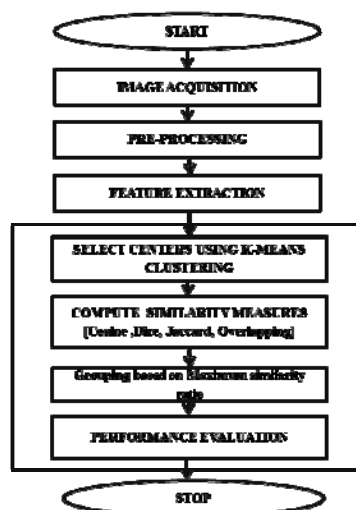 START
IMAGE ACQUISITION
PRE-PROCESSING
FEATURE EXTRACTION
SELECT CENTERS USING K-MEANS
CLUSTERING
COMPUTE SIMILARITY MEASURES
[Cosine ,Dice, Jaccard, Overlapping]
Grouping based on Maximum similarity
ratio
PERFORMANCE EVALUATION
STOP